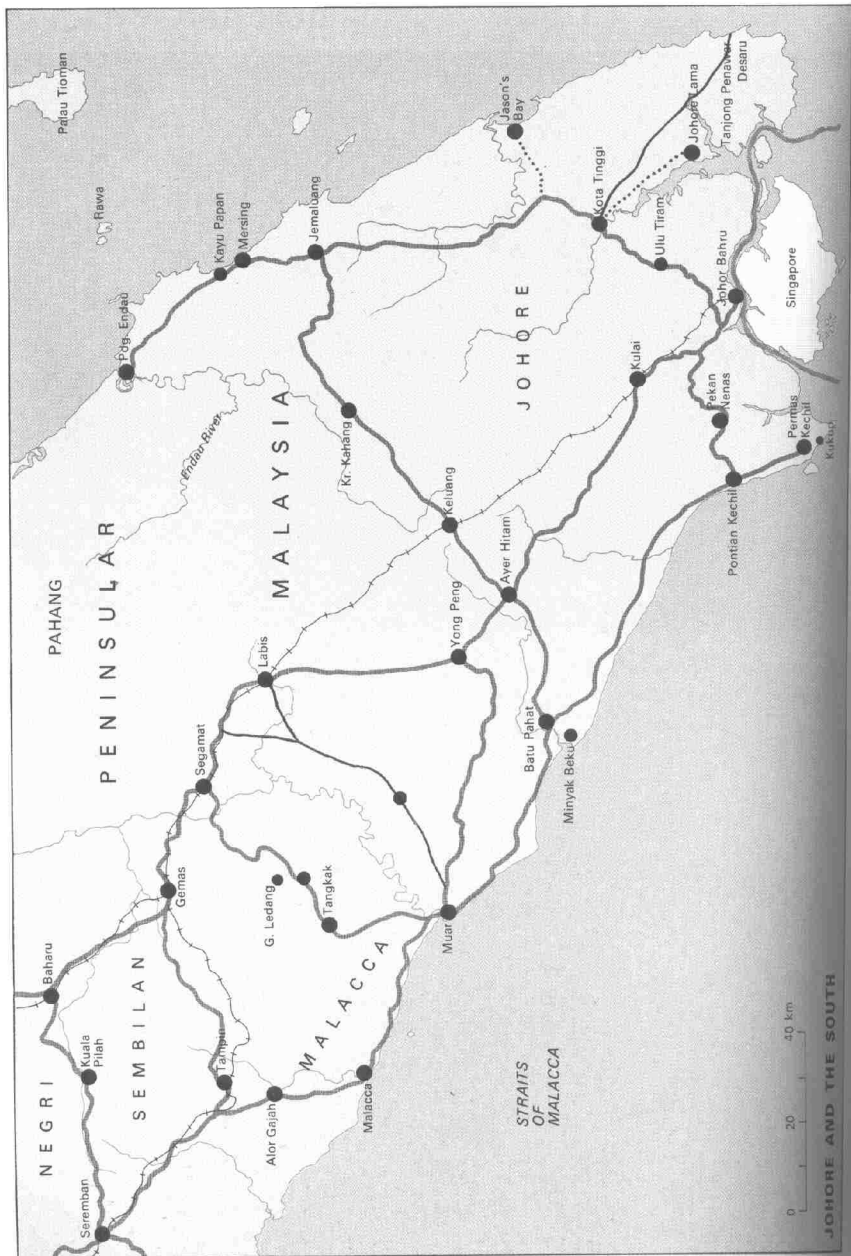 Palau Tioman
Rawa
Kayu Papan
Mersing
Jemaluang
Pdg. Endau
Endau River
PAHANG
PENINSULAR
MALAYSIA
JOHORE
Jason's
Bay
Kota Tinggi
Johore Lama
Tanjong Penawar
Desaru
Ulu Tiram
Johor Bahru
Singapore
Kulai
Pekan
Nenas
Permas
Kechil
Kukup
Pontian Kechil
Kr. Kahang
Keluang
Ayer Hitam
Yong Peng
Labis
Segamat
Batu Pahat
Minyak Beku
Gemas
G. Ledang
Tangkak
Muar
MALACCA
Baharu
Kuala
Pilah
NEGRI
SEMBILAN
Seremban
Tampin
Alor Gajah
Malacca
STRAITS
OF
MALACCA
0 20 40 km
JOHORE AND THE SOUTH